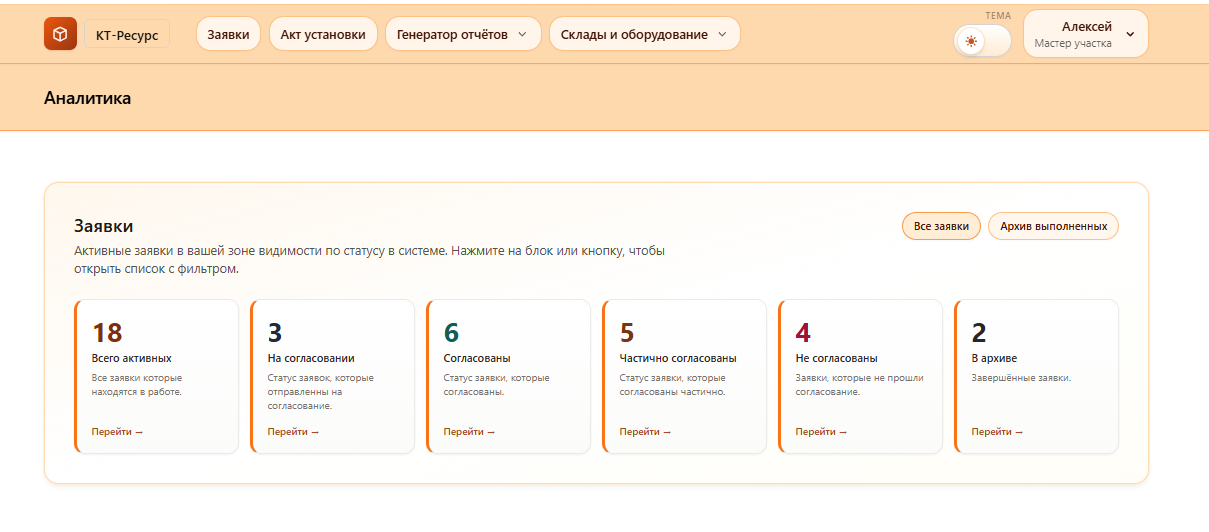 КТ-Ресурс
Заявки
Акт установки
Генератор отчётов
Склады и оборудование
ТЕМА
Алексей
Мастер участка
Аналитика
Заявки
Активные заявки в вашей зоне видимости по статусу в системе. Нажмите на блок или кнопку, чтобы
открыть список с фильтром.
Все заявки
Архив выполненных
18
Всего активных
Все заявки которые
находятся в работе.
Перейти →
3
На согласовании
Статус заявок, которые
отправленны на
согласование.
Перейти →
6
Согласованы
Статус заявки, которые
согласованы.
Перейти →
5
Частично согласованы
Статус заявки, которые
согласованы частично.
Перейти →
4
Не согласованы
Заявки, которые не прошли
согласование.
Перейти →
2
В архиве
Завершённые заявки.
Перейти →